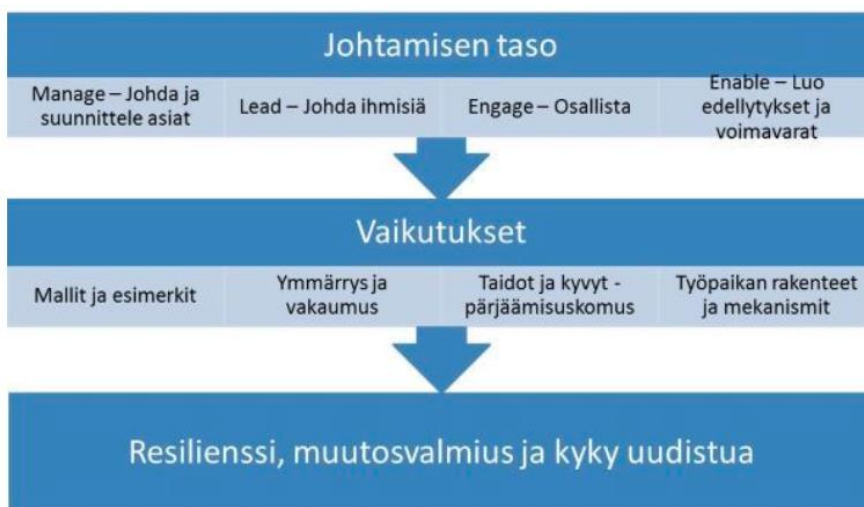 Johtamisen taso
Manage – Johda ja
suunnittele asiat
Lead – Johda ihmisiä
Engage – Osallista
Enable – Luo
edellytykset ja
voimavarat
Vaikutukset
Mallit ja esimerkit
Ymmärrys ja
vakaumus
Taidot ja kyvyt -
pärjäämisuskomus
Työpaikan rakenteet
ja mekanismit
Resilienssi, muutosvalmius ja kyky uudistua